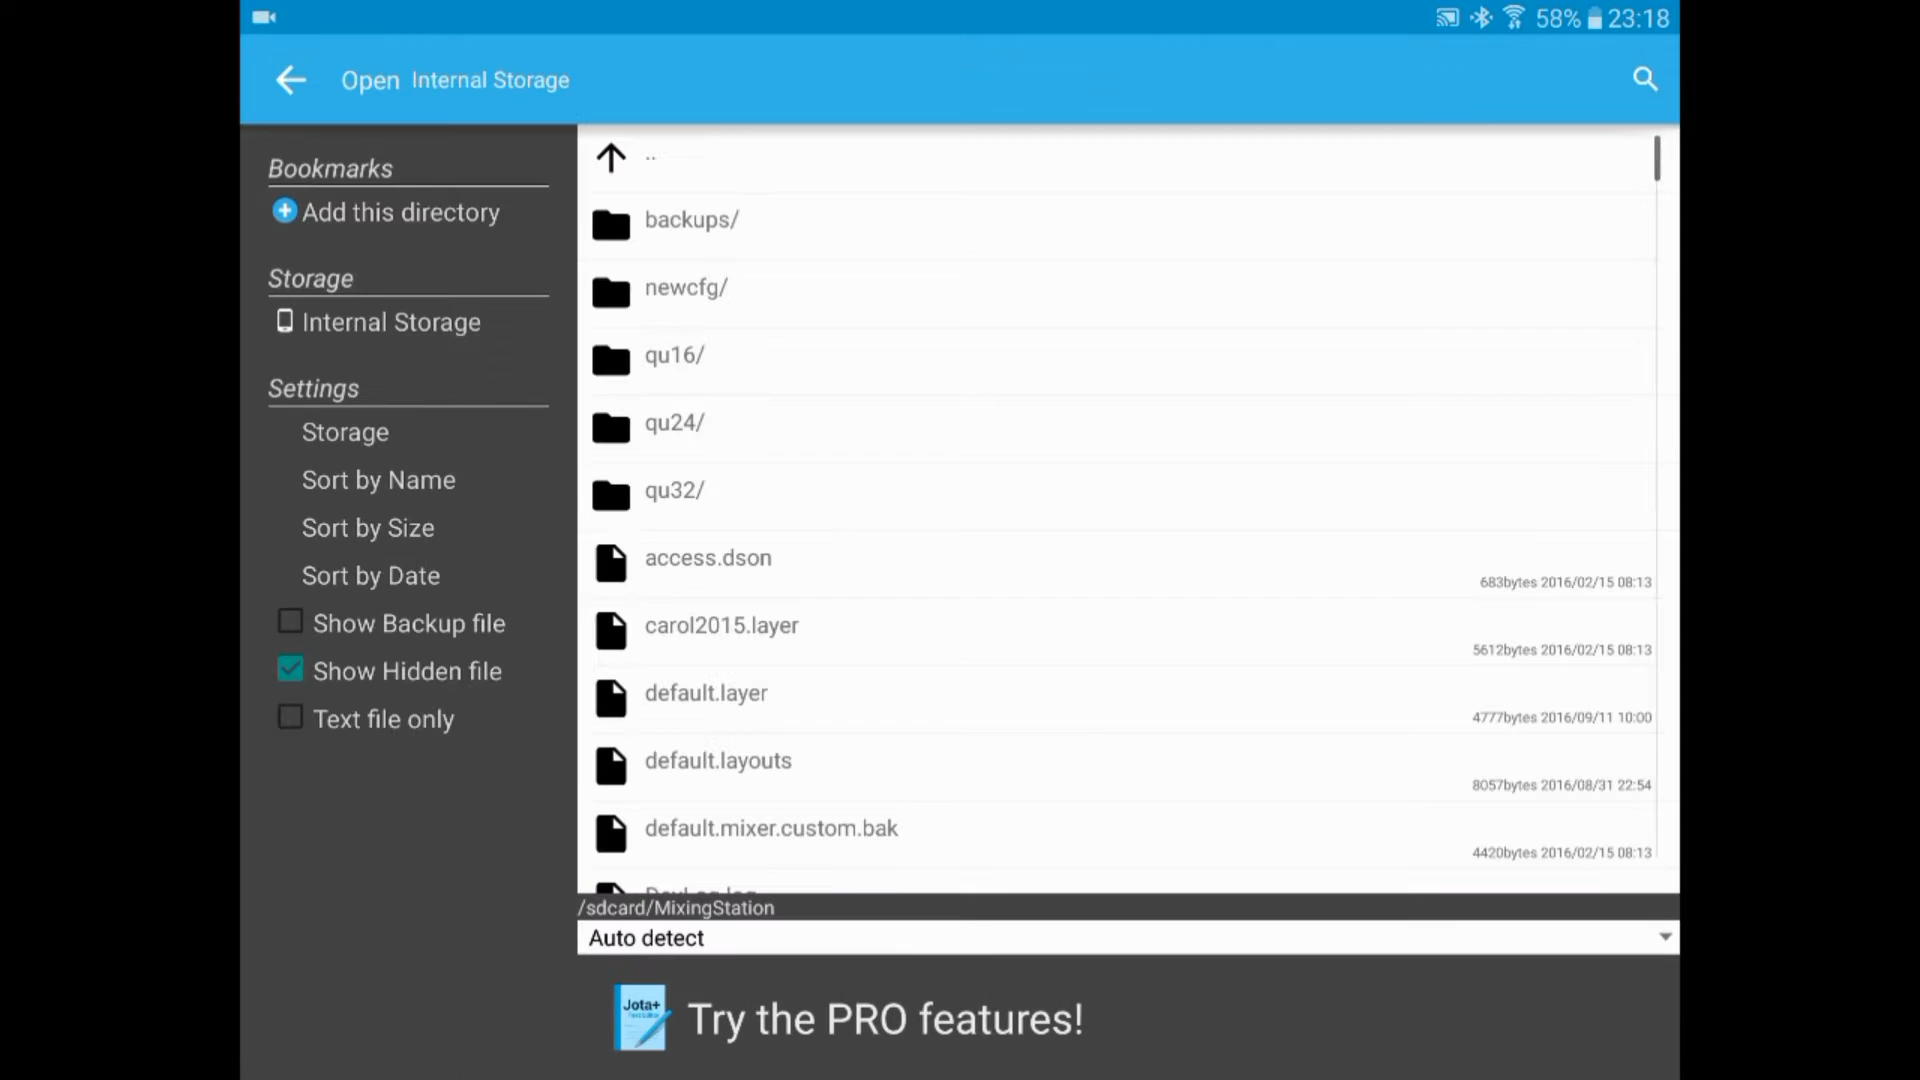 58% 23:18
Open Internal Storage
Bookmarks
Add this directory
Storage
Internal Storage
Settings
Storage
Sort by Name
Sort by Size
Sort by Date
Show Backup file
Show Hidden file
Text file only
..
backups/
newcfg/
qu16/
qu24/
qu32/
access.dson
683bytes 2016/02/15 08:13
carol2015.layer
5612bytes 2016/02/15 08:13
default.layer
4777bytes 2016/09/11 10:00
default.layouts
8057bytes 2016/08/31 22:54
default.mixer.custom.bak
4420bytes 2016/02/15 08:13
/sdcard/MixingStation
Auto detect
Jota+
Try the PRO features!